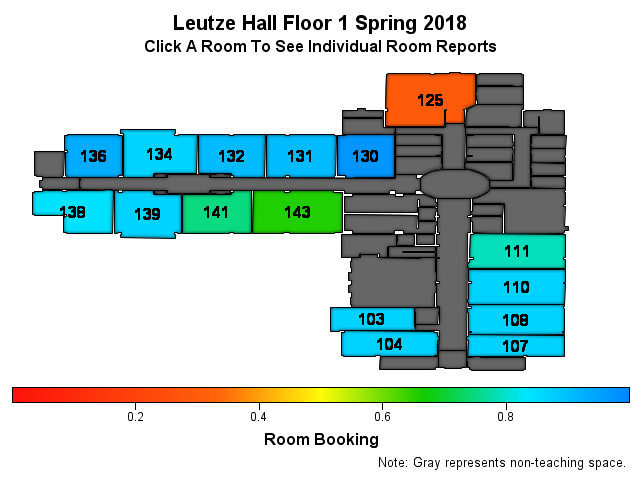 Leutze Hall Floor 1 Spring 2018
Click A Room To See Individual Room Reports
125
136 134 132 131 130
138 139 141 143
111
110
103 108
104 107
0.2 0.4 0.6 0.8
Room Booking
Note: Gray represents non-teaching space.